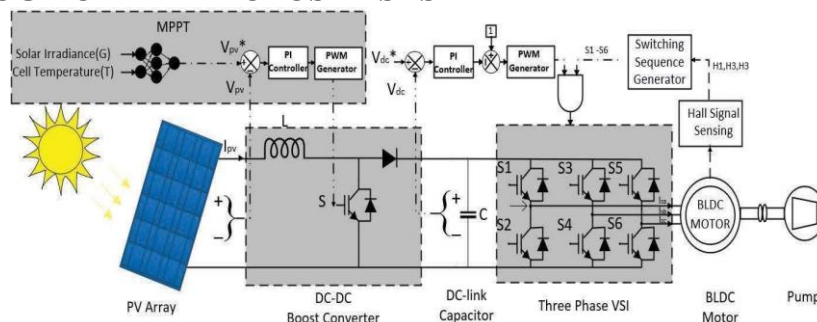 MPPT
Solar Irradiance(G)
Cell Temperature(T)
Vpv*
Vpv
PI
Controller
PWM
Generator
Vdc*
Vdc
PI
Controller
1
PWM
Generator
S1 -S6
Switching
Sequence
Generator
H1,H3,H3
Hall Signal
Sensing
Ipv
L
S
C
S1
S3
S5
S2
S4
S6
BLDC
MOTOR
PV Array
DC-DC
Boost Converter
DC-link
Capacitor
Three Phase VSI
BLDC
Motor
Pump